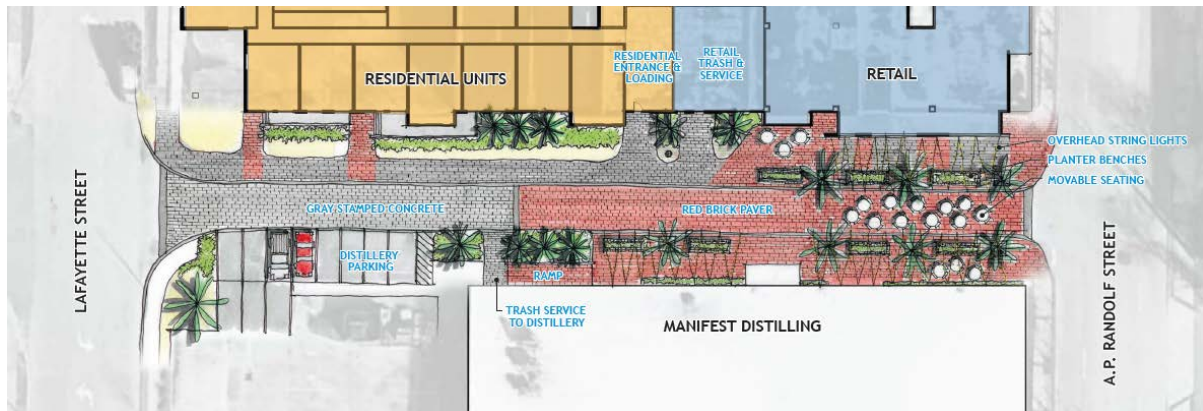 RESIDENTIAL UNITS
RESIDENTIAL
ENTRANCE &
LOADING
RETAIL
TRASH &
SERVICE
RETAIL
OVERHEAD STRING LIGHTS
PLANTER BENCHES
MOVABLE SEATING
LAFAYETTE STREET
GRAY STAMPED CONCRETE
RED BRICK PAVER
DISTILLERY
PARKING
RAMP
TRASH SERVICE
TO DISTILLERY
MANIFEST DISTILLING
A.P. RANDOLF STREET